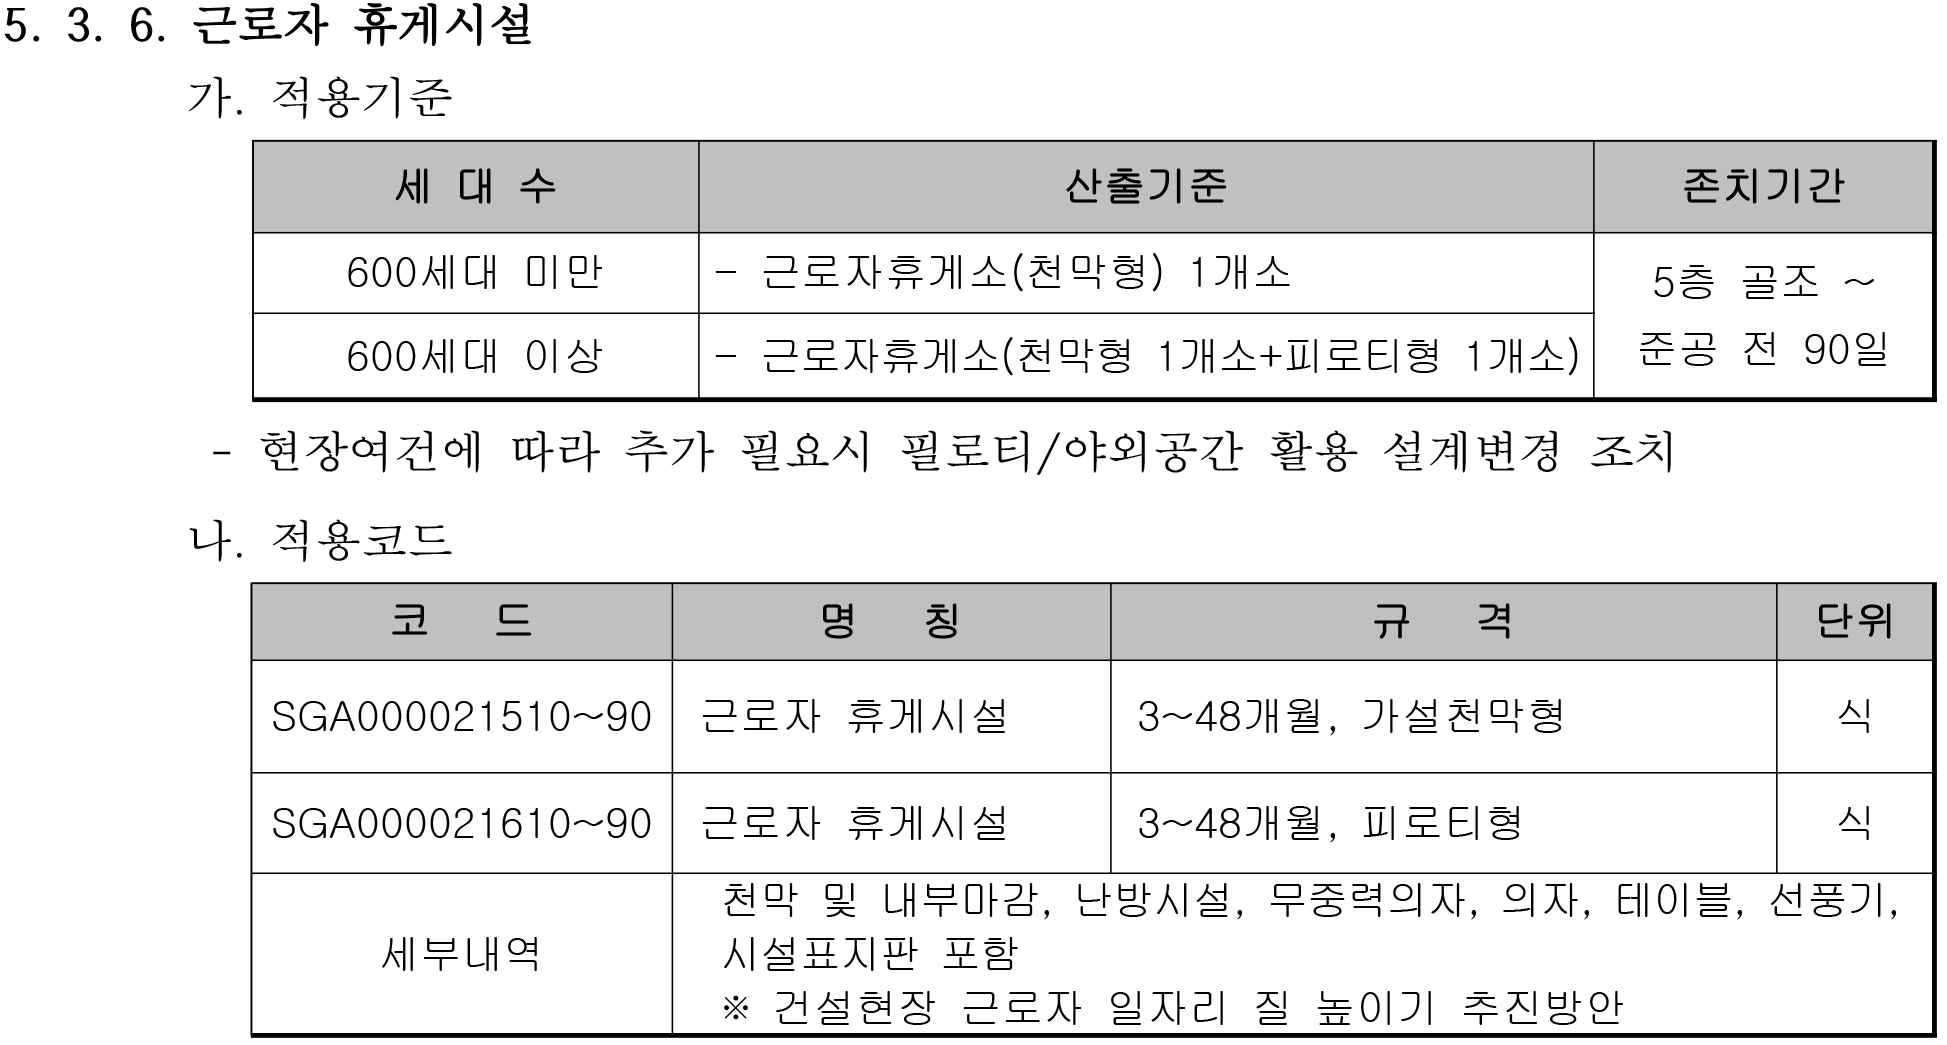 5. 3. 6. 근로자 휴게시설
가. 적용기준
세 대 수 산출기준 존치기간
600세대 미만 - 근로자휴게소(천막형) 1개소
600세대 이상 - 근로자휴게소(천막형 1개소+피로티형 1개소)
5층 골조 ~
준공 전 90일
- 현장여건에 따라 추가 필요시 필로티/야외공간 활용 설계변경 조치
나. 적용코드
코 드 명 칭 규 격 단위
SGA000021510~90 근로자 휴게시설 3~48개월, 가설천막형 식
SGA000021610~90 근로자 휴게시설 3~48개월, 피로티형 식
세부내역
천막 및 내부마감, 난방시설, 무중력의자, 의자, 테이블, 선풍기,
시설표지판 포함
※ 건설현장 근로자 일자리 질 높이기 추진방안